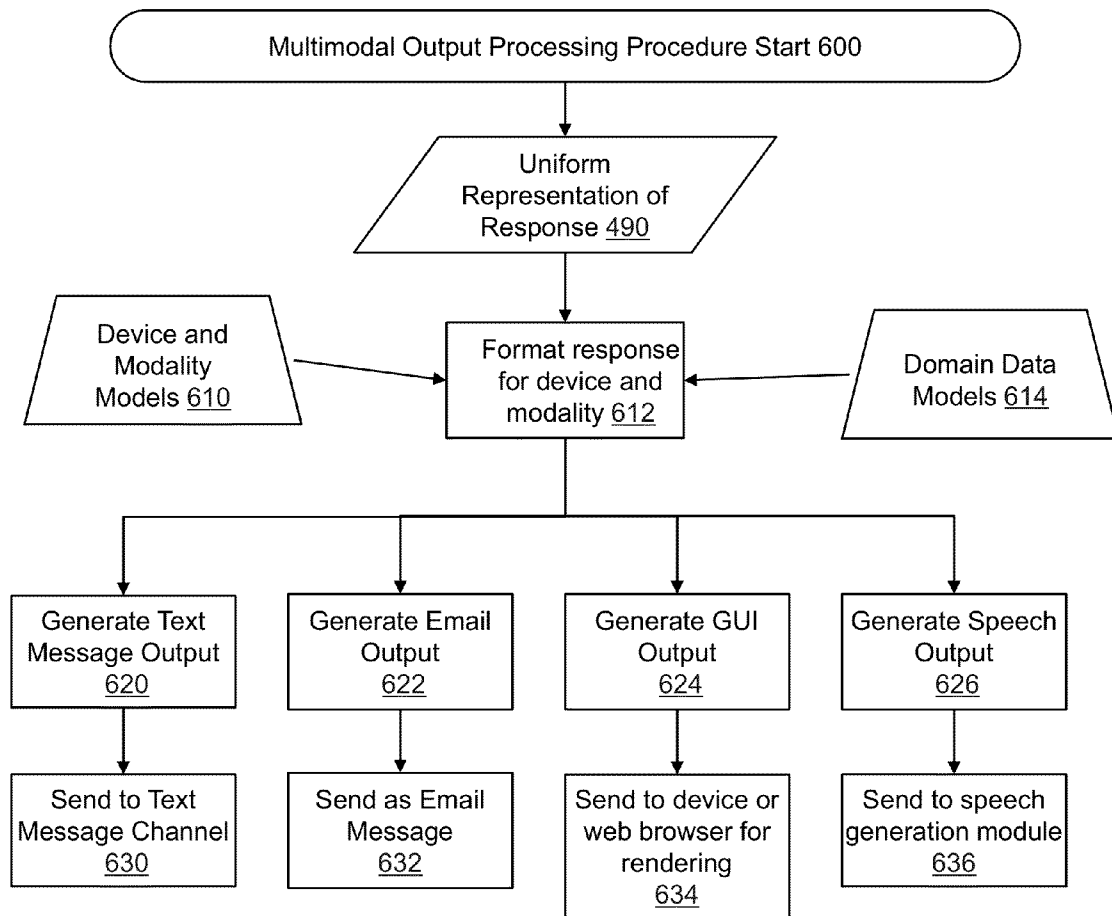 Multimodal Output Processing Procedure Start 600
Uniform
Representation of
Response 490
Device and
Modality
Models 610
Format response
for device and
modality 612
Domain Data
Models 614
Generate Text
Message Output
620
Generate Email
Output
622
Generate GUI
Output
624
Generate Speech
Output
626
Send to Text
Message Channel
630
Send as Email
Message
632
Send to device or
web browser for
rendering
634
Send to speech
generation module
636